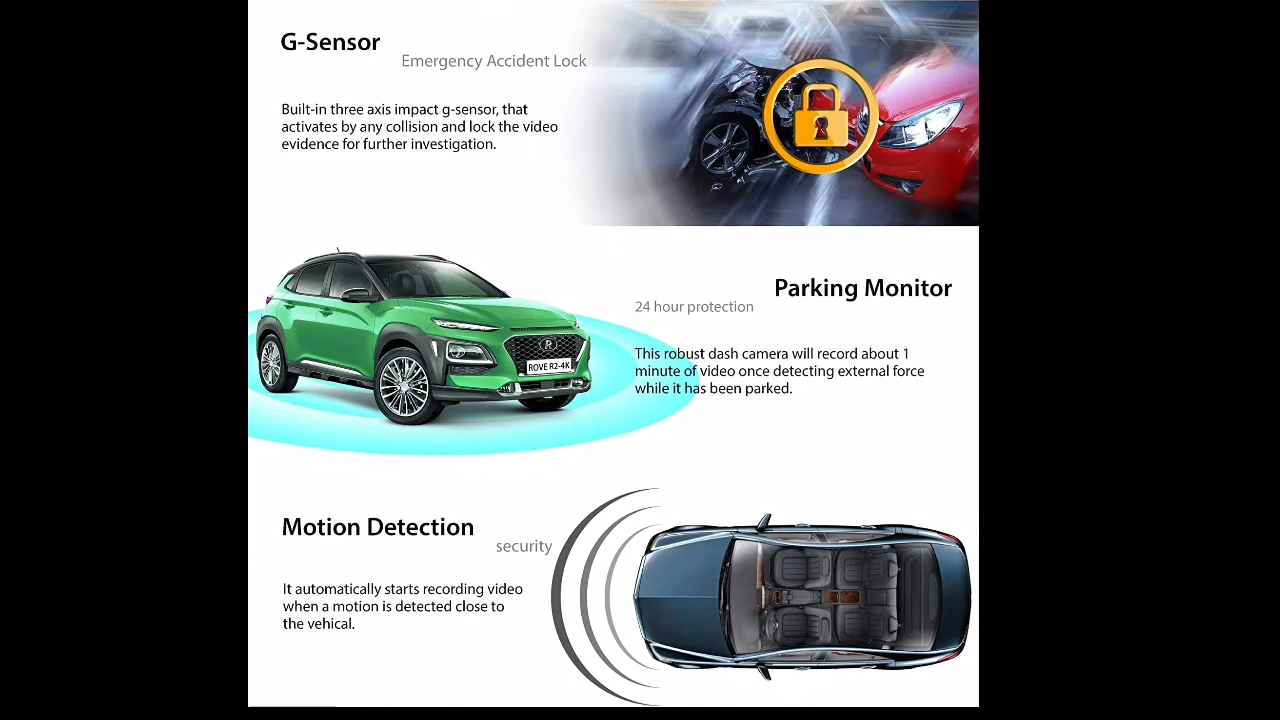 G-Sensor
Emergency Accident Lock
Built-in three axis impact g-sensor, that
activates by any collision and lock the video
evidence for further investigation.
Parking Monitor
24 hour protection
This robust dash camera will record about 1
minute of video once detecting external force
while it has been parked.
ROVE R2-4K
Motion Detection
security
It automatically starts recording video
when a motion is detected close to
the vehical.